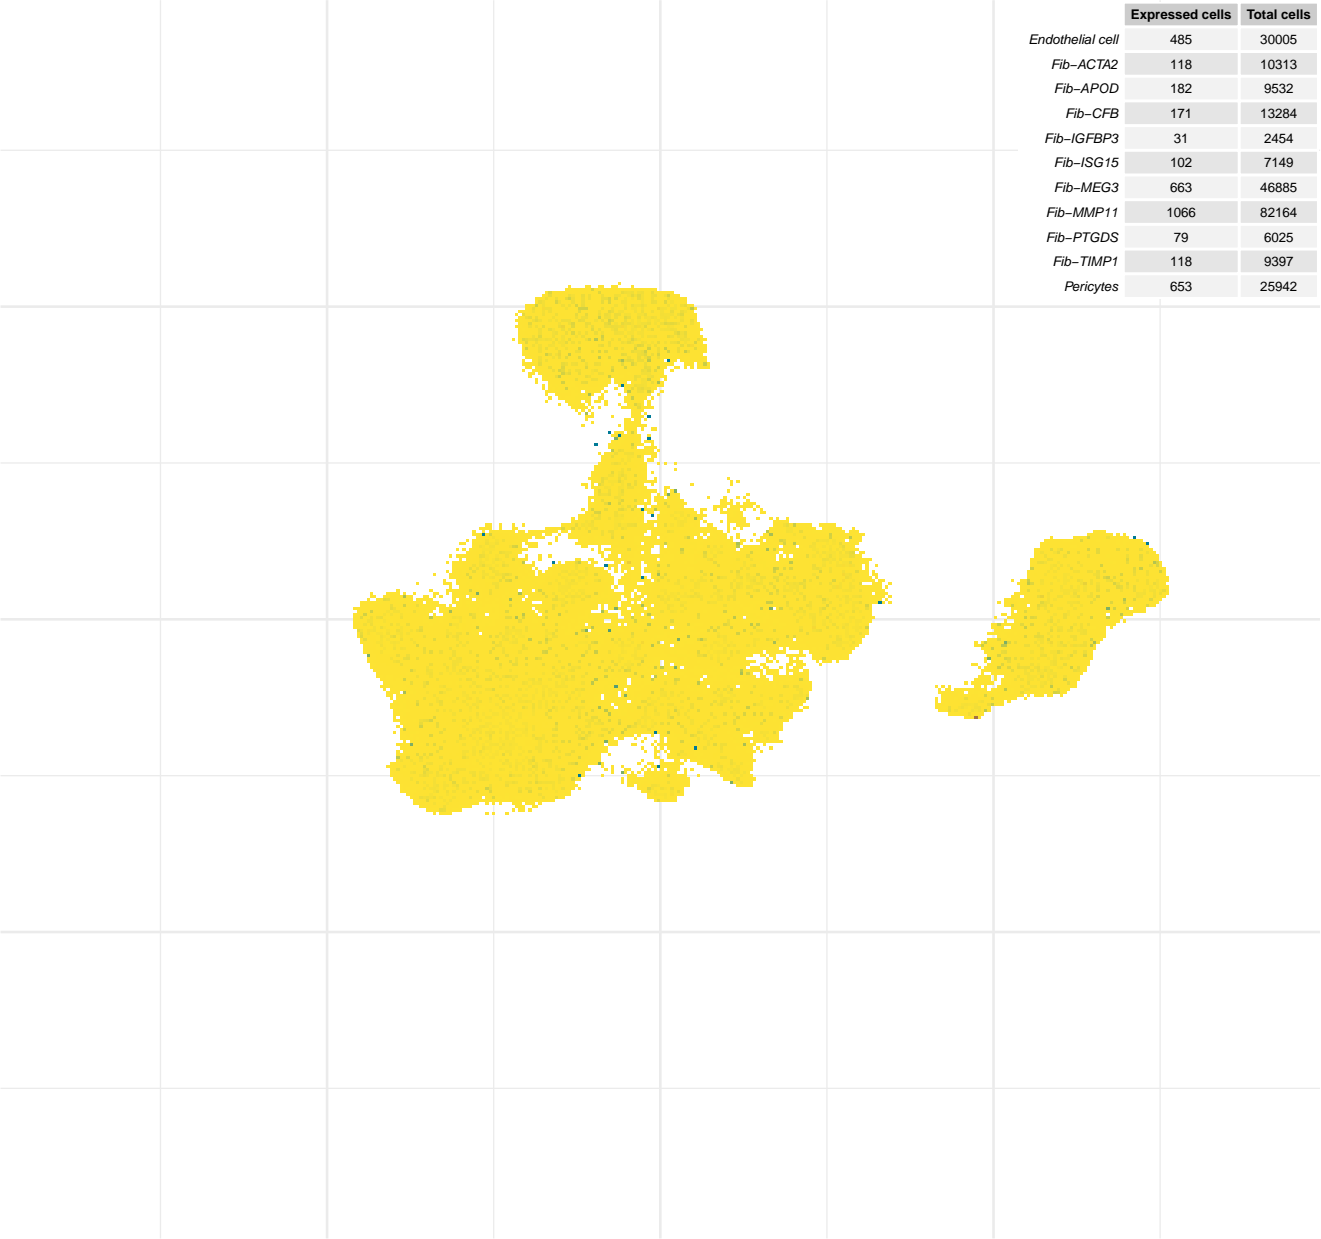 Expressed cells Total cells
Endothelial cell 485 30005
Fib−ACTA2 118 10313
Fib−APOD 182 9532
Fib−CFB 171 13284
Fib−IGFBP3 31 2454
Fib−ISG15 102 7149
Fib−MEG3 663 46885
Fib−MMP11 1066 82164
Fib−PTGDS 79 6025
Fib−TIMP1 118 9397
Pericytes 653 25942